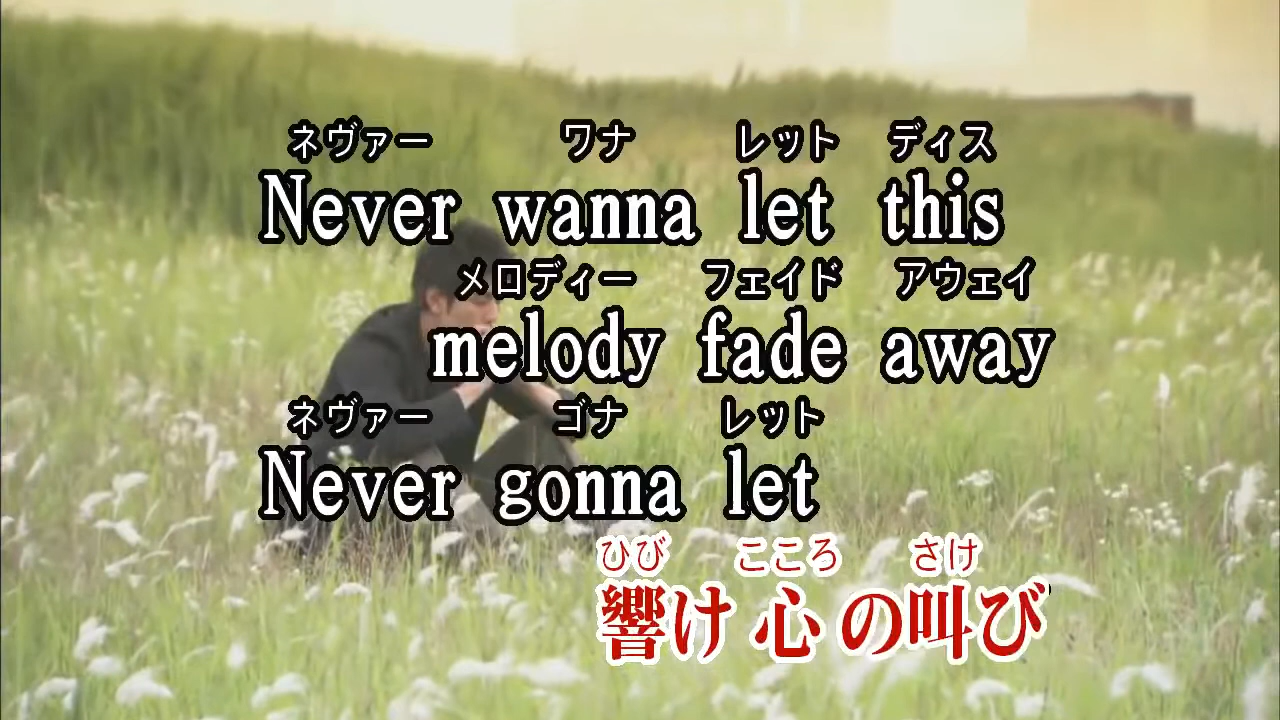 ネヴァー ワナ レット ディス
Never wanna let this
メロディー フェイド アウェイ
melody fade away
ネヴァー ゴナ レット
Never gonna let
ひび こころ さけ
響け 心の叫び